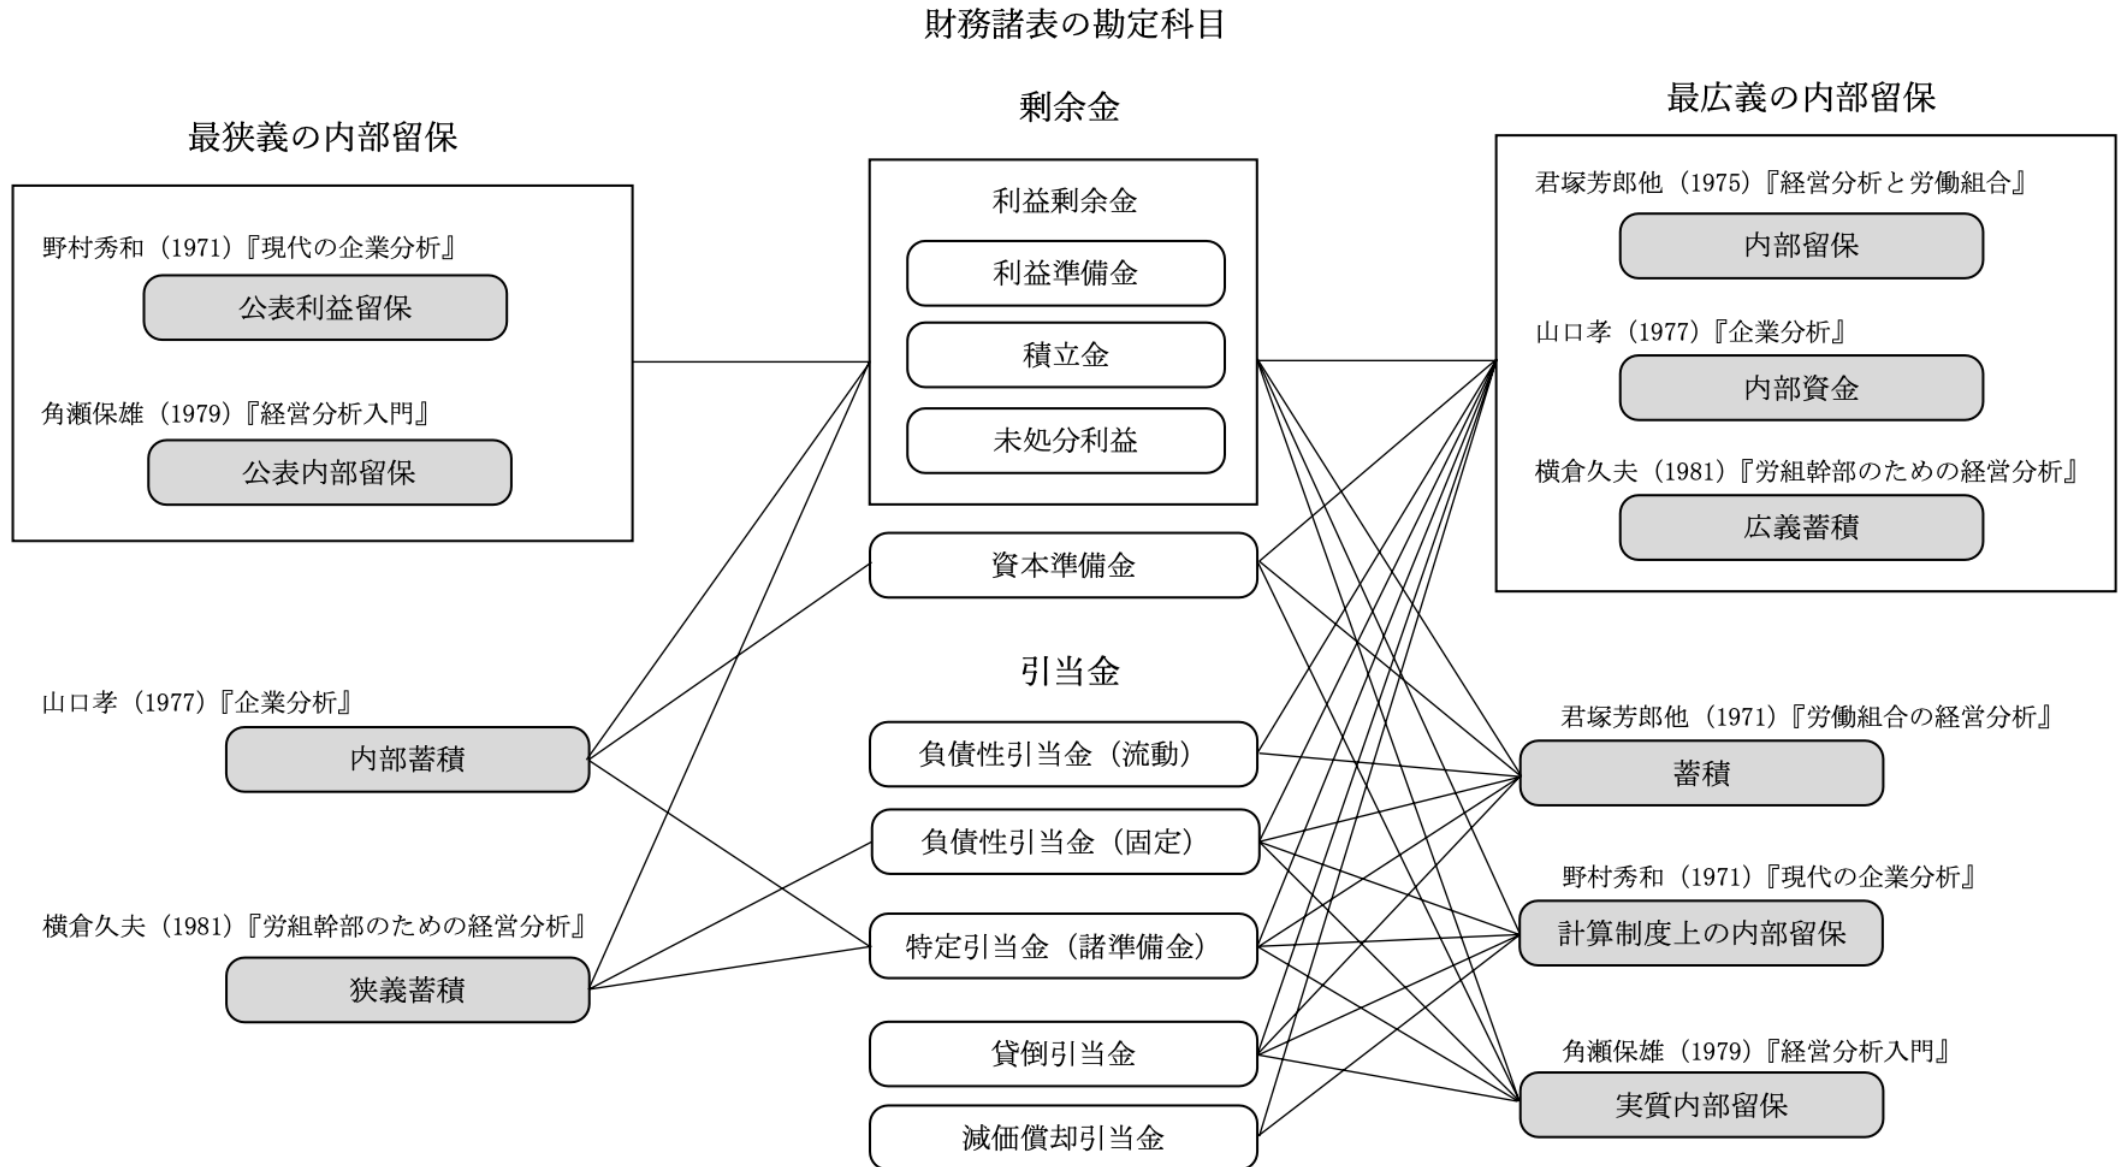 財務諸表の勘定科目
最狭義の内部留保
野村秀和（1971）『現代の企業分析』
公表利益留保
角瀬保雄（1979）『経営分析入門』
公表内部留保
山口孝（1977）『企業分析』
内部蓄積
横倉久夫（1981）『労組幹部のための経営分析』
狭義蓄積
剰余金
利益剰余金
利益準備金
積立金
未処分利益
資本準備金
引当金
負債性引当金（流動）
負債性引当金（固定）
特定引当金（諸準備金）
貸倒引当金
減価償却引当金
最広義の内部留保
君塚芳郎他（1975）『経営分析と労働組合』
内部留保
山口孝（1977）『企業分析』
内部資金
横倉久夫（1981）『労組幹部のための経営分析』
広義蓄積
君塚芳郎他（1971）『労働組合の経営分析』
蓄積
野村秀和（1971）『現代の企業分析』
計算制度上の内部留保
角瀬保雄（1979）『経営分析入門』
実質内部留保